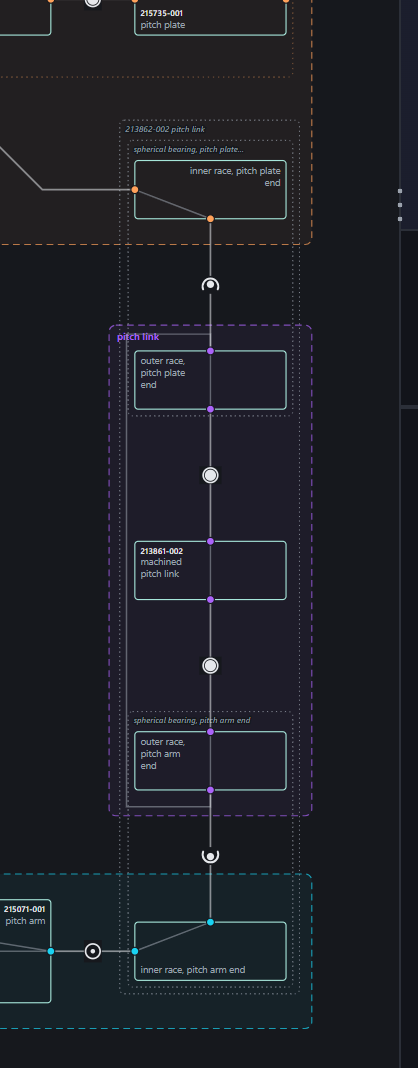 215735-001
pitch plate
213862-002 pitch link
spherical bearing, pitch plate...
inner race, pitch plate
end
pitch link
outer race,
pitch plate
end
213861-002
machined
pitch link
spherical bearing, pitch arm end
outer race,
pitch arm
end
215071-001
pitch arm
inner race, pitch arm end